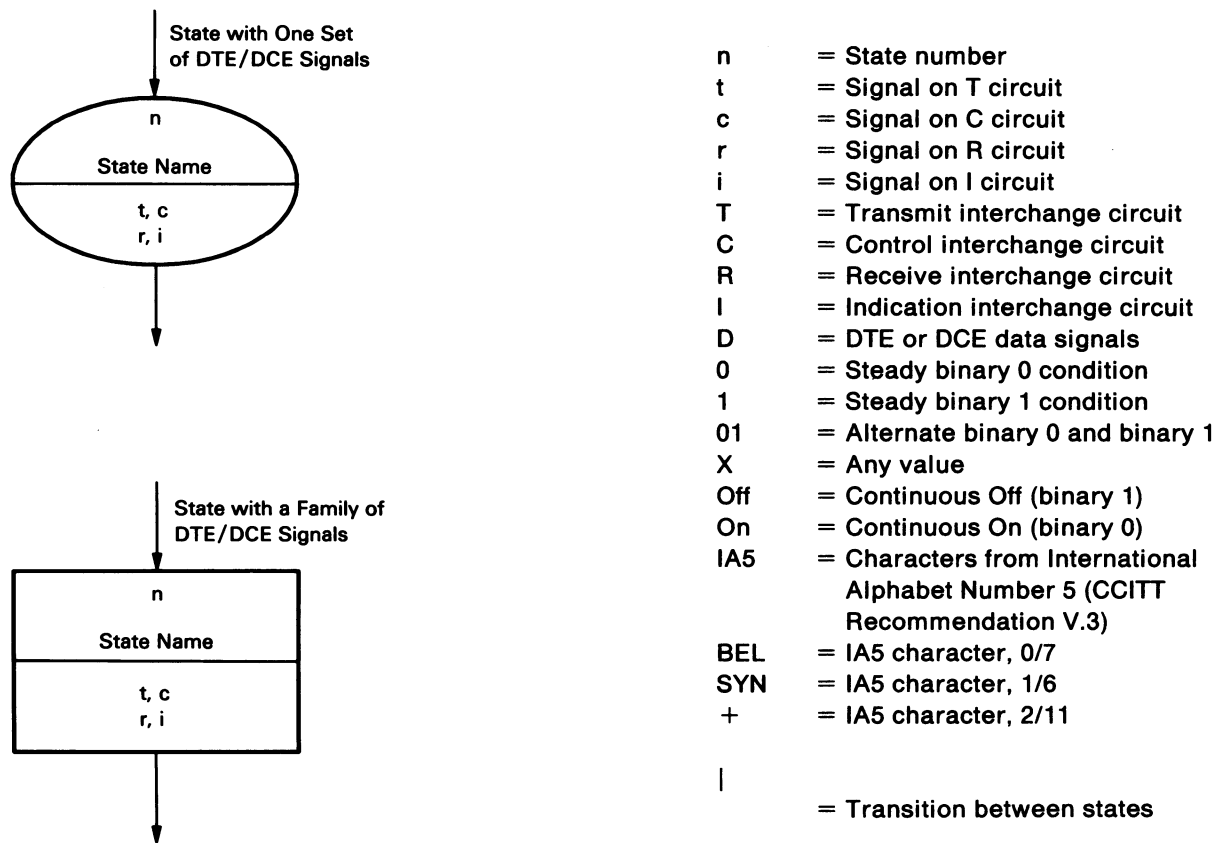 State with One Set
of DTE/DCE Signals
n
State Name
t, c
r, i
State with a Family of
DTE/DCE Signals
n
State Name
t, c
r, i
n = State number
t = Signal on T circuit
c = Signal on C circuit
r = Signal on R circuit
i = Signal on I circuit
T = Transmit interchange circuit
C = Control interchange circuit
R = Receive interchange circuit
I = Indication interchange circuit
D = DTE or DCE data signals
0 = Steady binary 0 condition
1 = Steady binary 1 condition
01 = Alternate binary 0 and binary 1
X = Any value
Off = Continuous Off (binary 1)
On = Continuous On (binary 0)
IA5 = Characters from International
Alphabet Number 5 (CCITT
Recommendation V.3)
BEL = IA5 character, 0/7
SYN = IA5 character, 1/6
+ = IA5 character, 2/11
|
= Transition between states